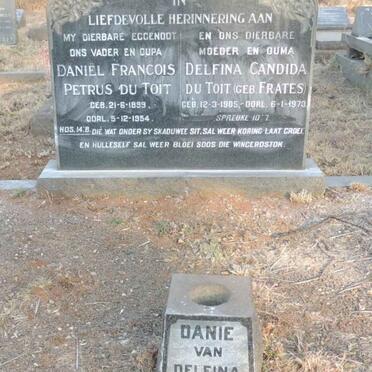 IN
LIEFDEVOLLE HERINNERING AAN
MY DIERBARE EGGENOOT
ONS VADER EN OUPA
DANIËL FRANCOIS
PETRUS DU TOIT
GEB. 21-6-1899
OORL. 5-12-1954.
EN ONS DIERBARE
MOEDER EN OUMA
DELFINA CANDIDA
DU TOIT (GEB FRATES)
GEB. 12-3-1905,-OORL. 6-1-1973
SPREUKE 10:7
HOS. 14:8. DIE WAT ONDER SY SKADUWEE SIT, SAL WEER KORING LAAT GROEI
EN HULLESELF SAL WEER BLOEI SOOS DIE WINGERDSTOK.
DANIE
VAN
DELFINA